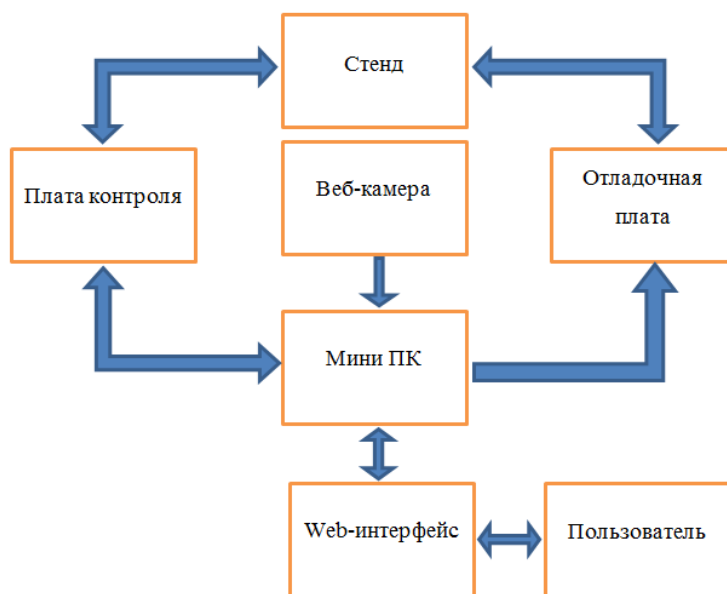 Стенд
Плата контроля
Веб-камера
Отладочная
плата
Мини ПК
Web-интерфейс
Пользователь